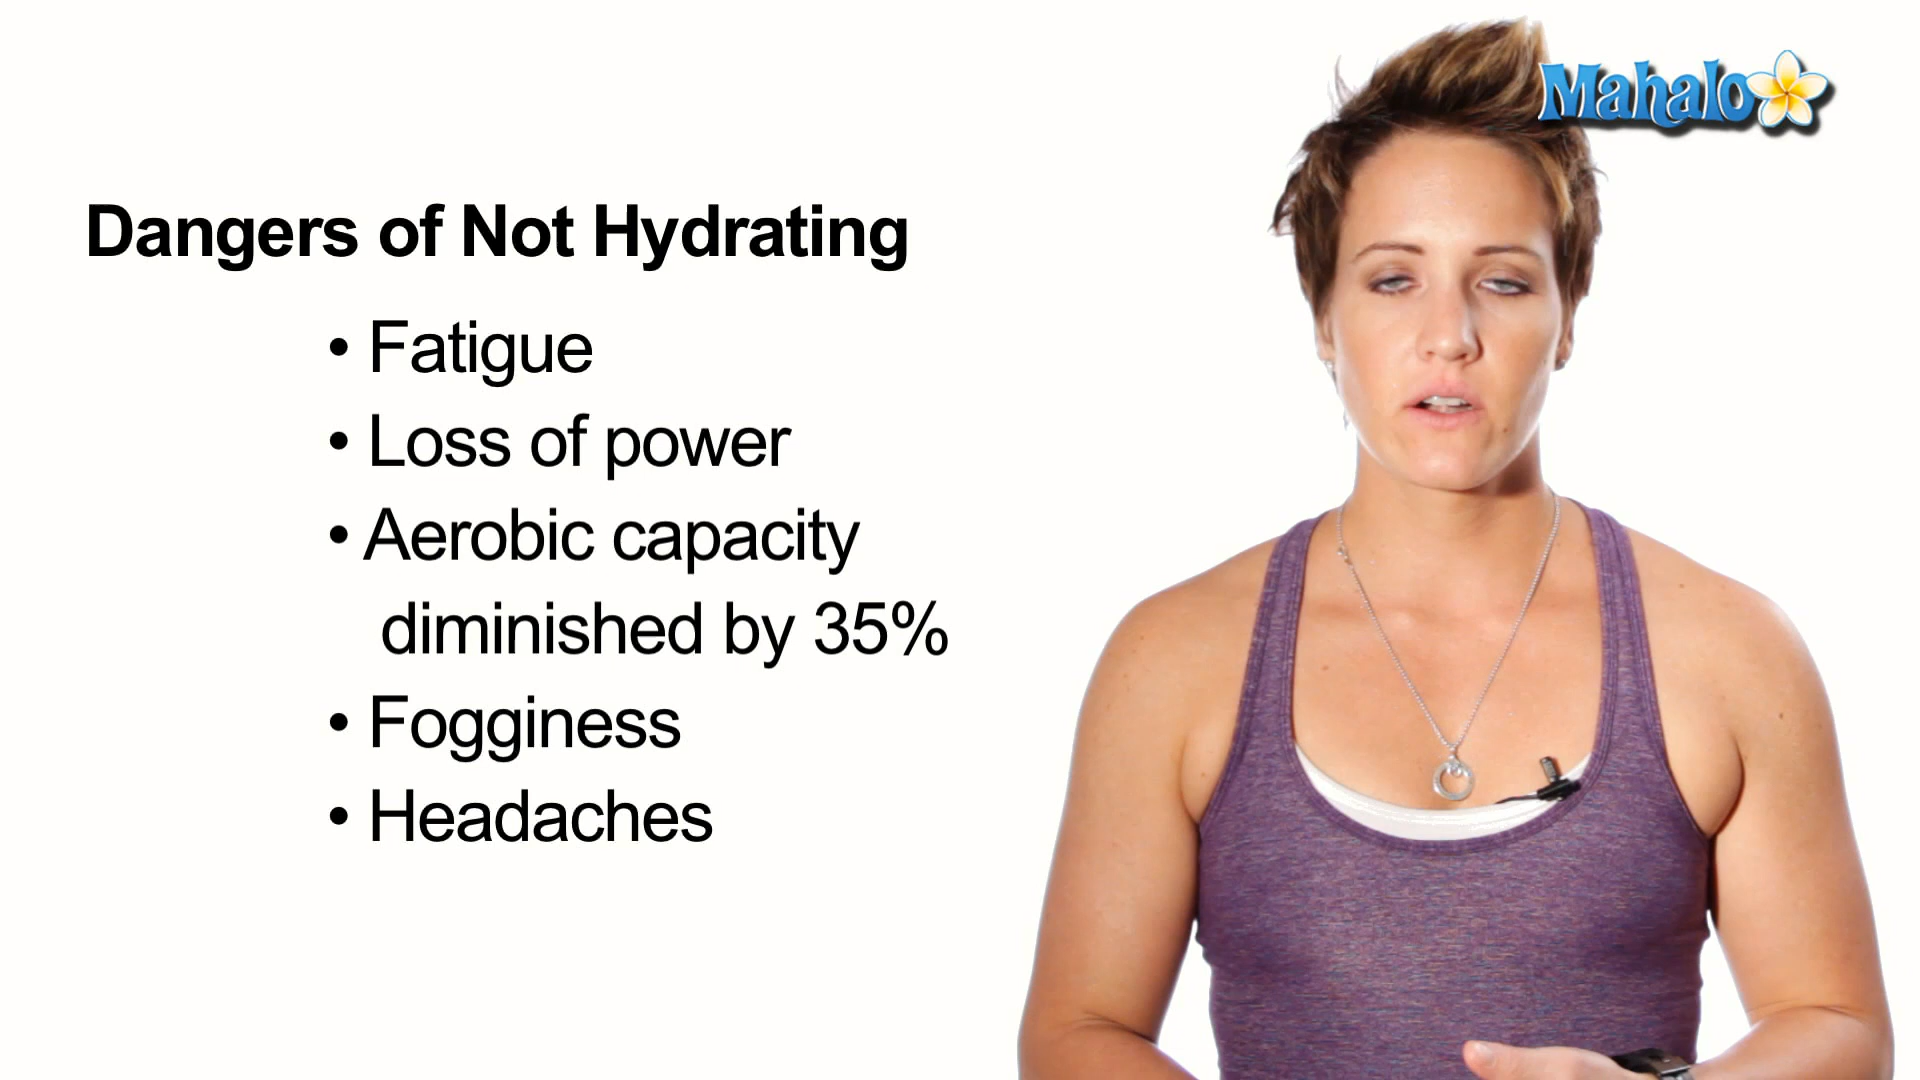 Mahalo
Dangers of Not Hydrating
• Fatigue
• Loss of power
• Aerobic capacity
diminished by 35%
• Fogginess
• Headaches